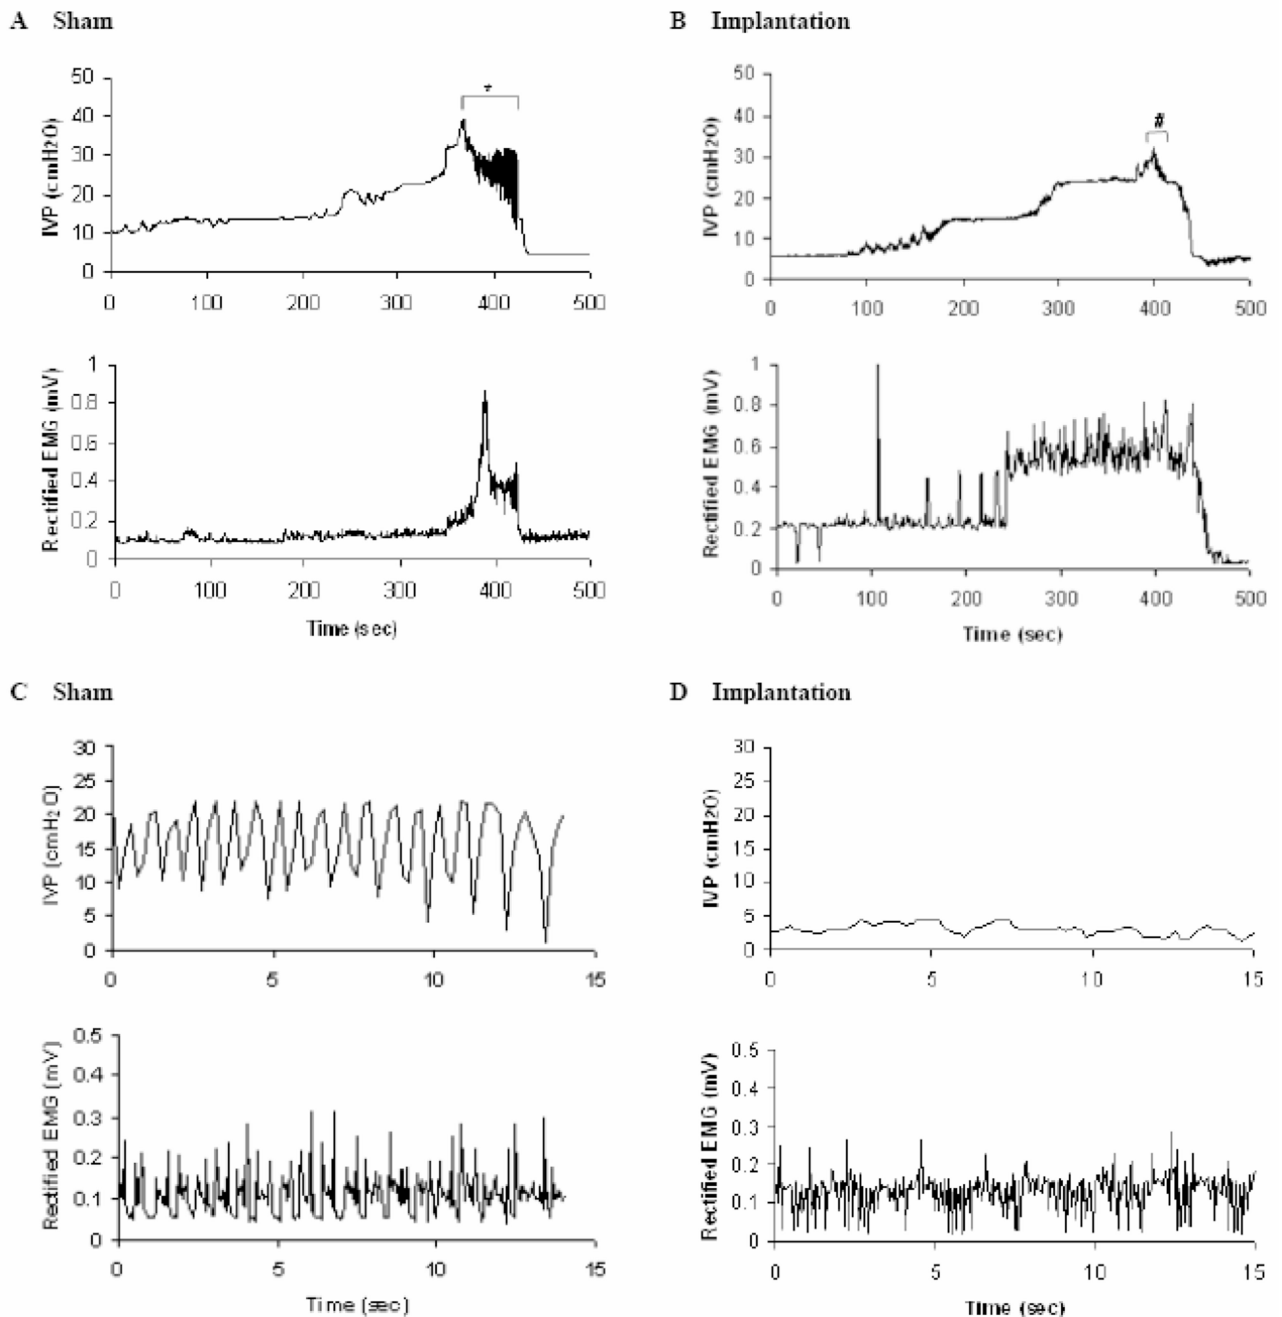 A Sham
B Implantation
IVP (cmH2O)
50
40
30
20
10
0
*
0 100 200 300 400 500
IVP (cmH2O)
50
40
30
20
10
0
#
0 100 200 300 400 500
Rectified EMG (mV)
1
0.8
0.6
0.4
0.2
0
0 100 200 300 400 500
Time (sec)
Rectified EMG (mV)
1
0.8
0.6
0.4
0.2
0
0 100 200 300 400 500
Time (sec)
C Sham
D Implantation
IVP (cmH2O)
30
25
20
15
10
5
0
0 5 10 15
IVP (cmH2O)
30
25
20
15
10
5
0
0 5 10 15
Rectified EMG (mV)
0.5
0.4
0.3
0.2
0.1
0
0 5 10 15
Time (sec)
Rectified EMG (mV)
0.5
0.4
0.3
0.2
0.1
0
0 5 10 15
Time (sec)